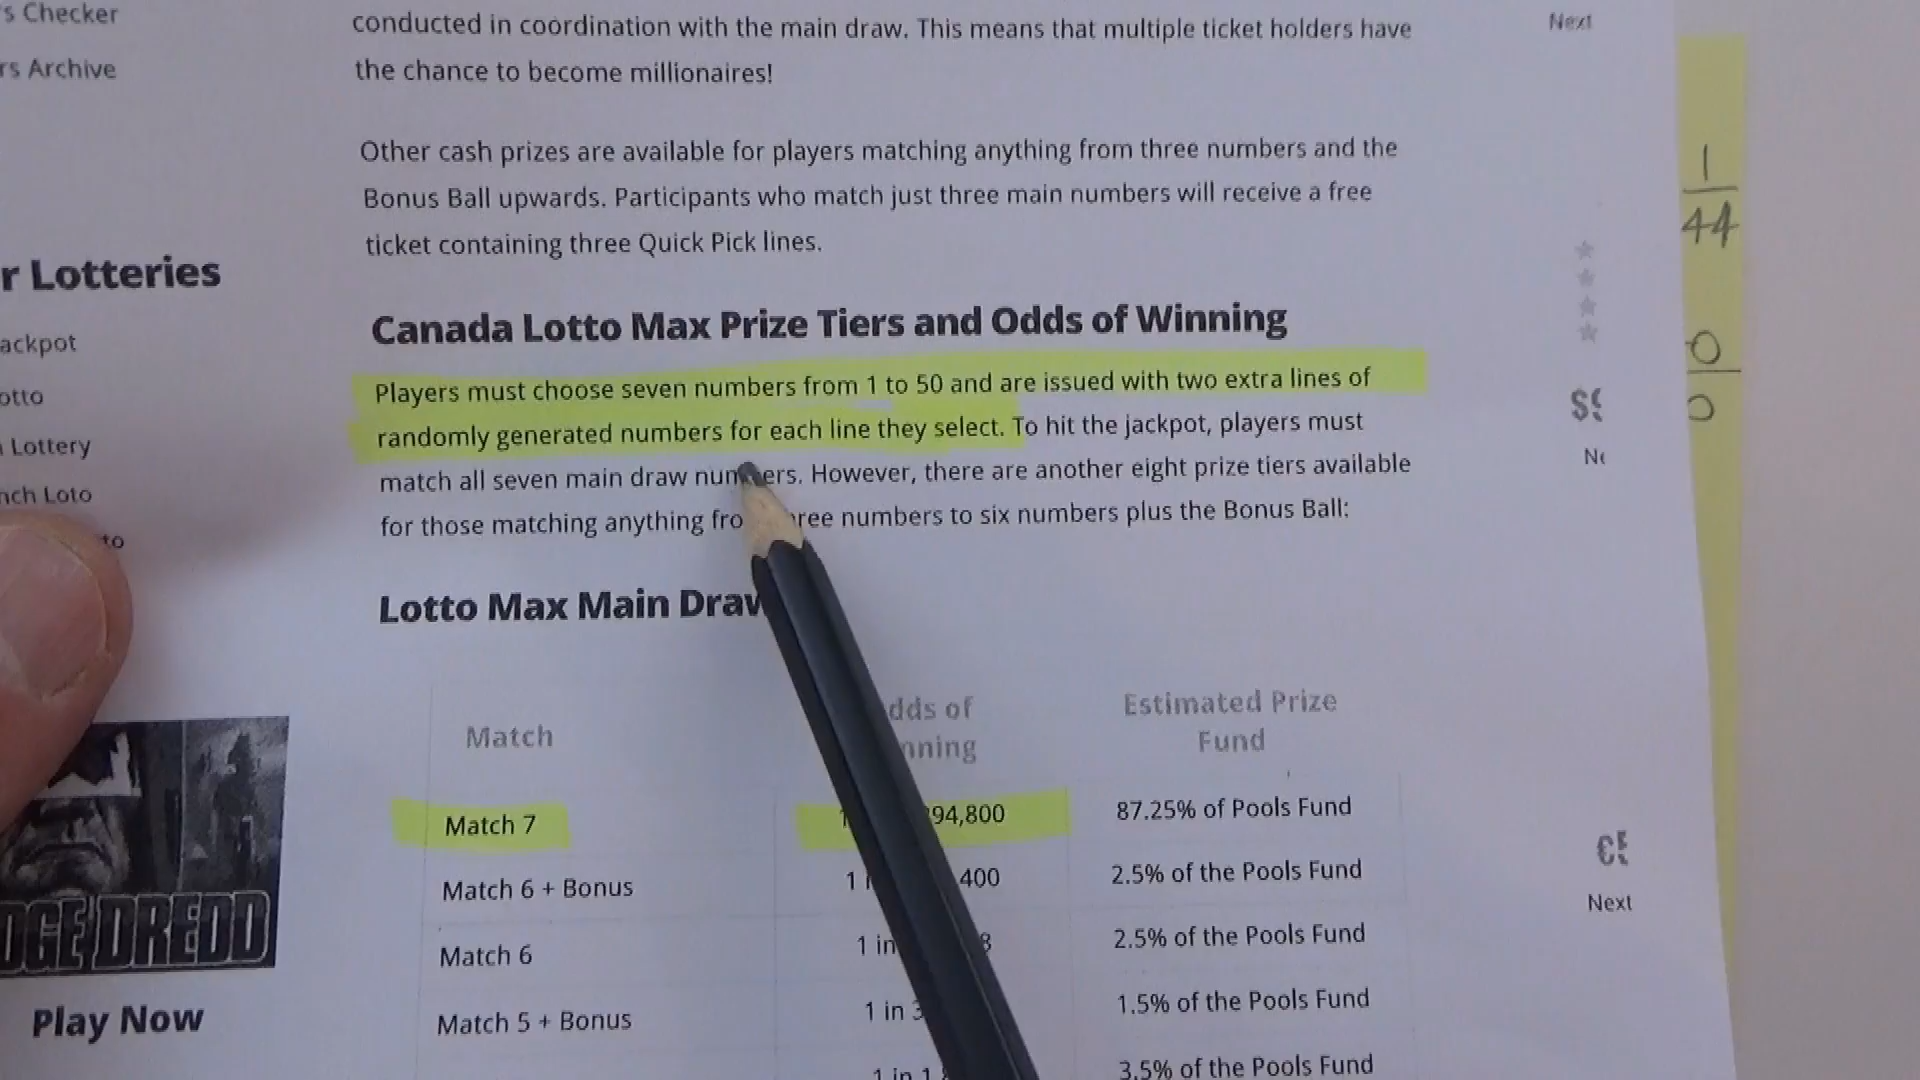 s Checker
rs Archive
r Lotteries
ackpot
otto
Lottery
nch Loto
to
DGE DREDD
Play Now
conducted in coordination with the main draw. This means that multiple ticket holders have
the chance to become millionaires!
Other cash prizes are available for players matching anything from three numbers and the
Bonus Ball upwards. Participants who match just three main numbers will receive a free
ticket containing three Quick Pick lines.
Canada Lotto Max Prize Tiers and Odds of Winning
Players must choose seven numbers from 1 to 50 and are issued with two extra lines of
randomly generated numbers for each line they select. To hit the jackpot, players must
match all seven main draw numbers. However, there are another eight prize tiers available
for those matching anything fro ree numbers to six numbers plus the Bonus Ball:
Lotto Max Main Draw
Match dds of nning Estimated Prize Fund
Match 7 1 94,800 87.25% of Pools Fund
Match 6 + Bonus 1 400 2.5% of the Pools Fund
Match 6 1 in 2.5% of the Pools Fund
Match 5 + Bonus 1 in 3 1.5% of the Pools Fund
1 in 1 3.5% of the Pools Fund
Next
$
Ne
€
Next
1
44
0
0